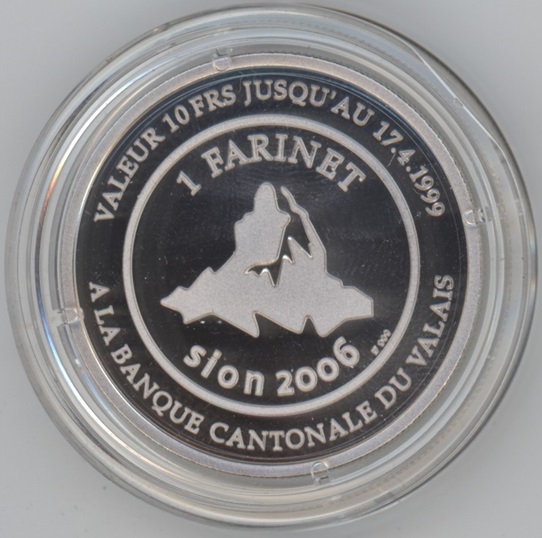 VALEUR 10 FRS JUSQU'AU 17.4.1999
1 FARINET
sion 2006
A LA BANQUE CANTONALE DU VALAIS